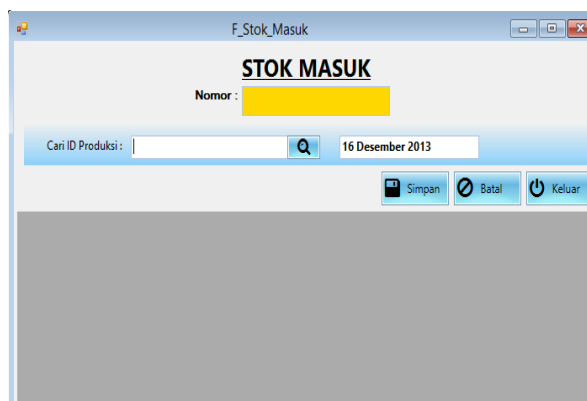 F_Stok_Masuk
STOK MASUK
Nomor :
Cari ID Produksi :
16 Desember 2013
Simpan
Batal
Keluar